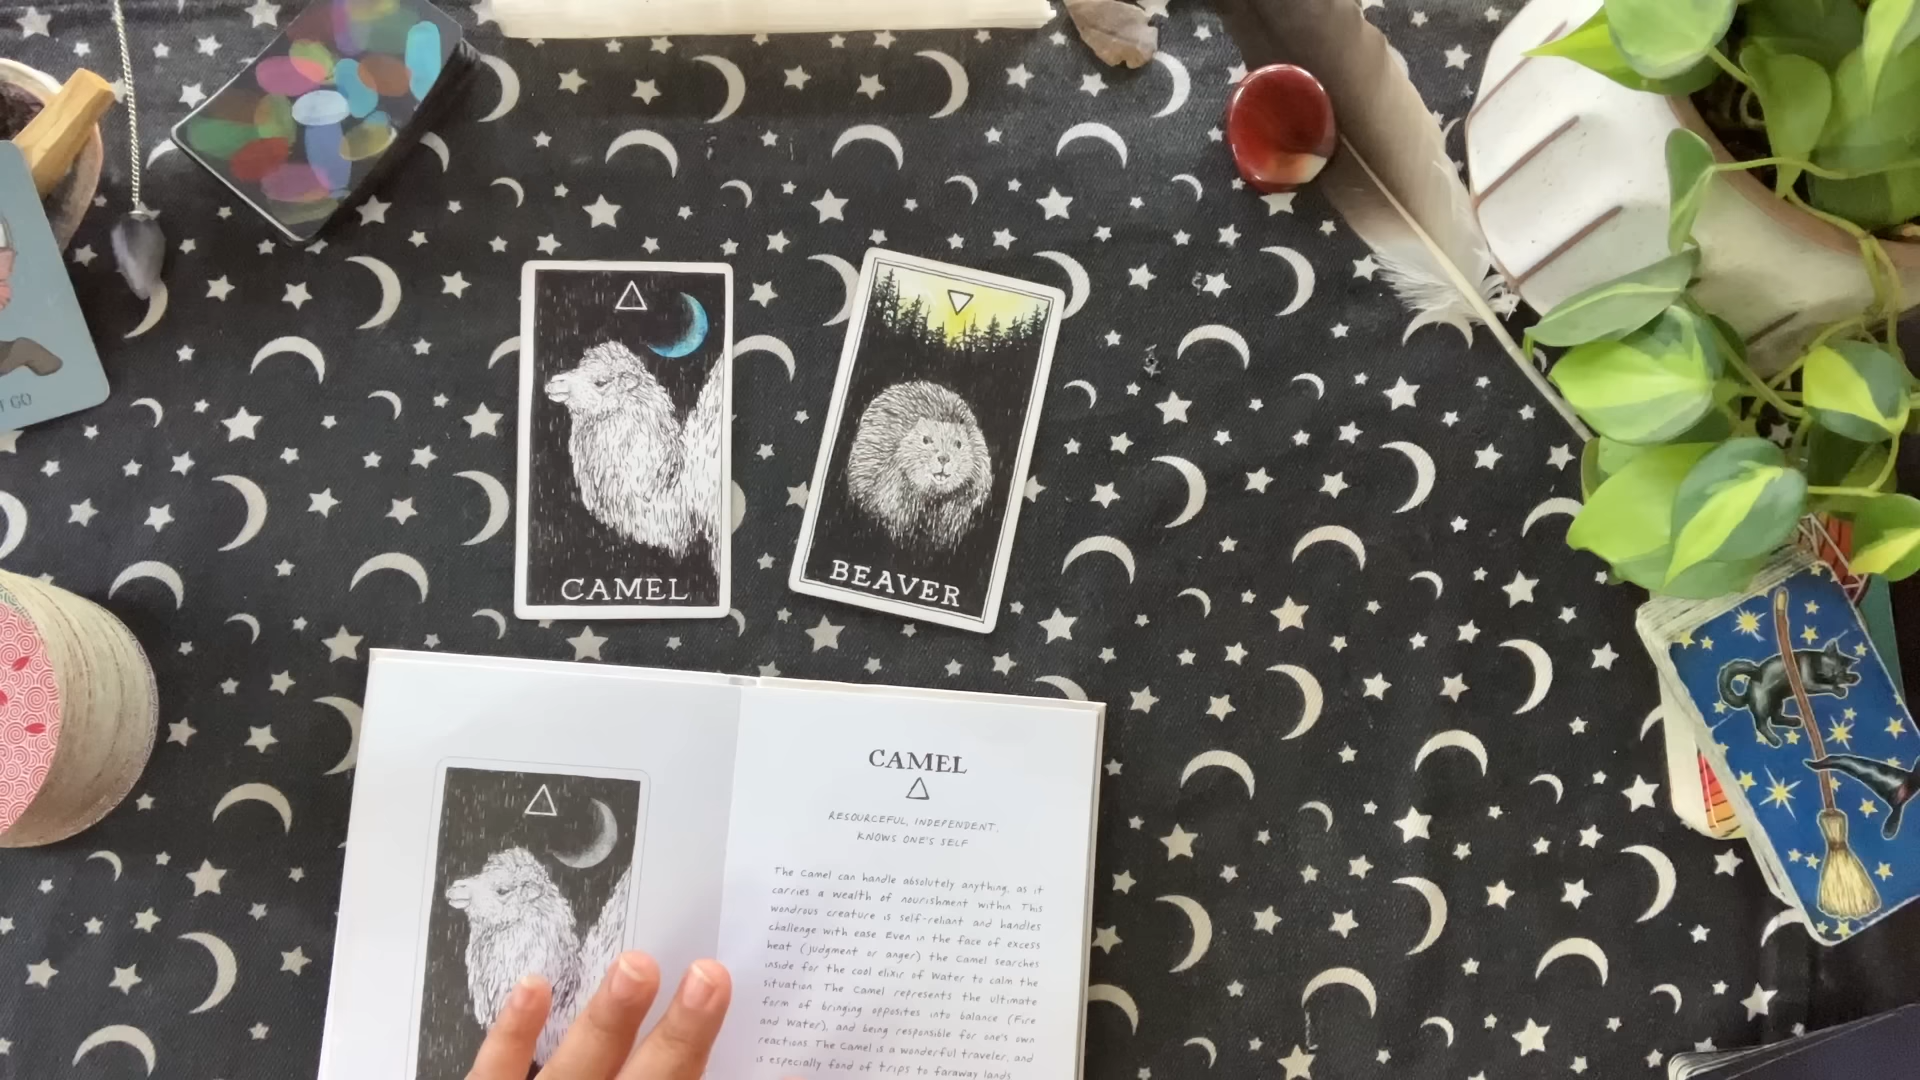 T GO
CAMEL
BEAVER
CAMEL
RESOURCEFUL, INDEPENDENT,
KNOWS ONE'S SELF
The Camel can handle absolutely anything, as it
carries a wealth of nourishment within. This
wondrous creature is self-reliant and handles
challenge with ease. Even in the face of excess
heat (judgment or anger) the Camel searches
inside for the cool elixir of Water to calm the
situation. The Camel represents the ultimate
form of bringing opposites into balance (Fire
and Water), and being responsible for one's own
reactions. The Camel is a wonderful traveler, and
is especially fond of trips to faraway lands